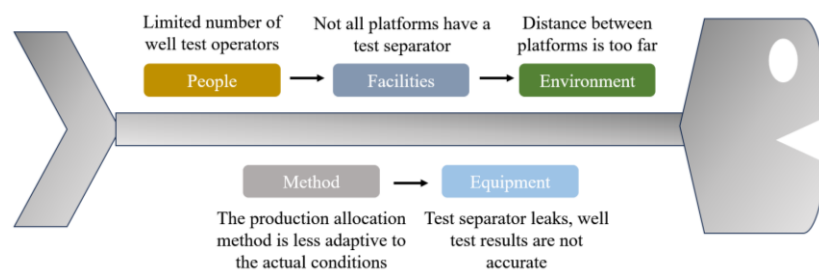 Limited number of
well test operators
Not all platforms have a
test separator
Distance between
platforms is too far
People
Facilities
Environment
Method
Equipment
The production allocation
method is less adaptive to
the actual conditions
Test separator leaks, well
test results are not
accurate